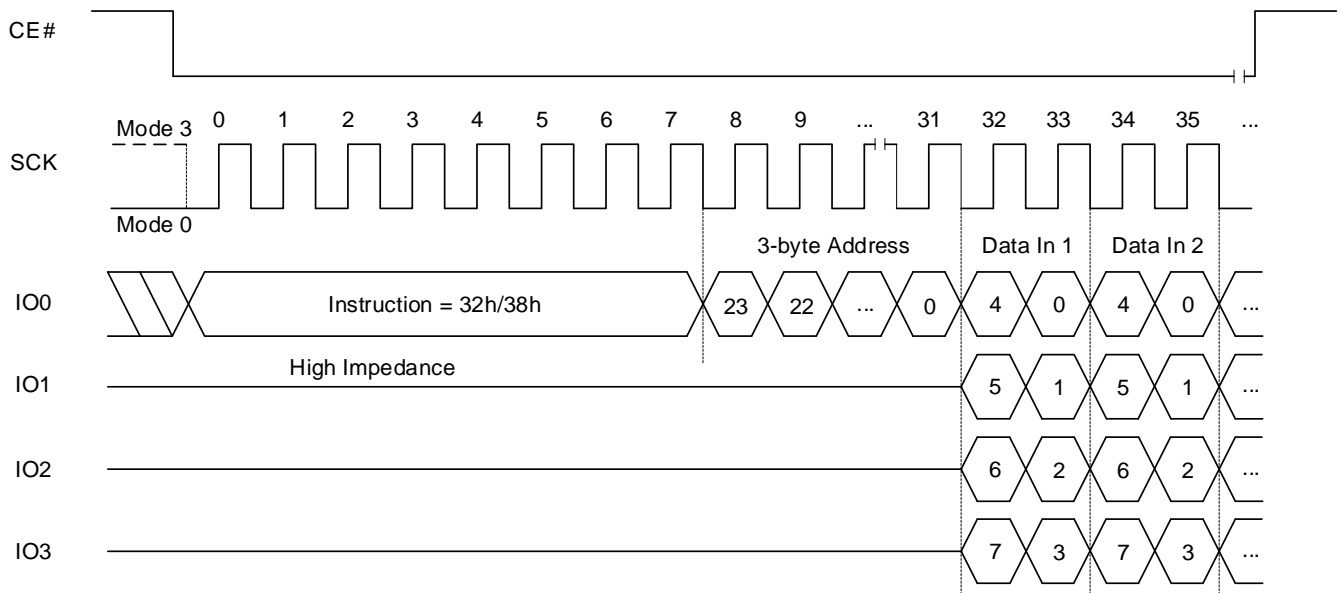 CE#
Mode 3 0 1 2 3 4 5 6 7 8 9 ... 31 32 33 34 35 ...
SCK
Mode 0
3-byte Address Data In 1 Data In 2
IO0 Instruction = 32h/38h 23 22 ... 0 4 0 4 0 ...
High Impedance
IO1 5 1 5 1 ...
IO2 6 2 6 2 ...
IO3 7 3 7 3 ...